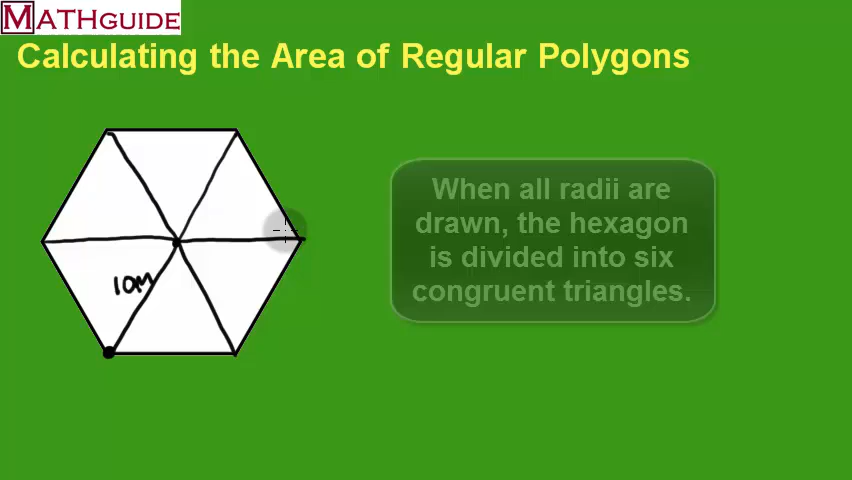 MATHGUIDE
Calculating the Area of Regular Polygons
When all radii are
drawn, the hexagon
is divided into six
congruent triangles.
10M